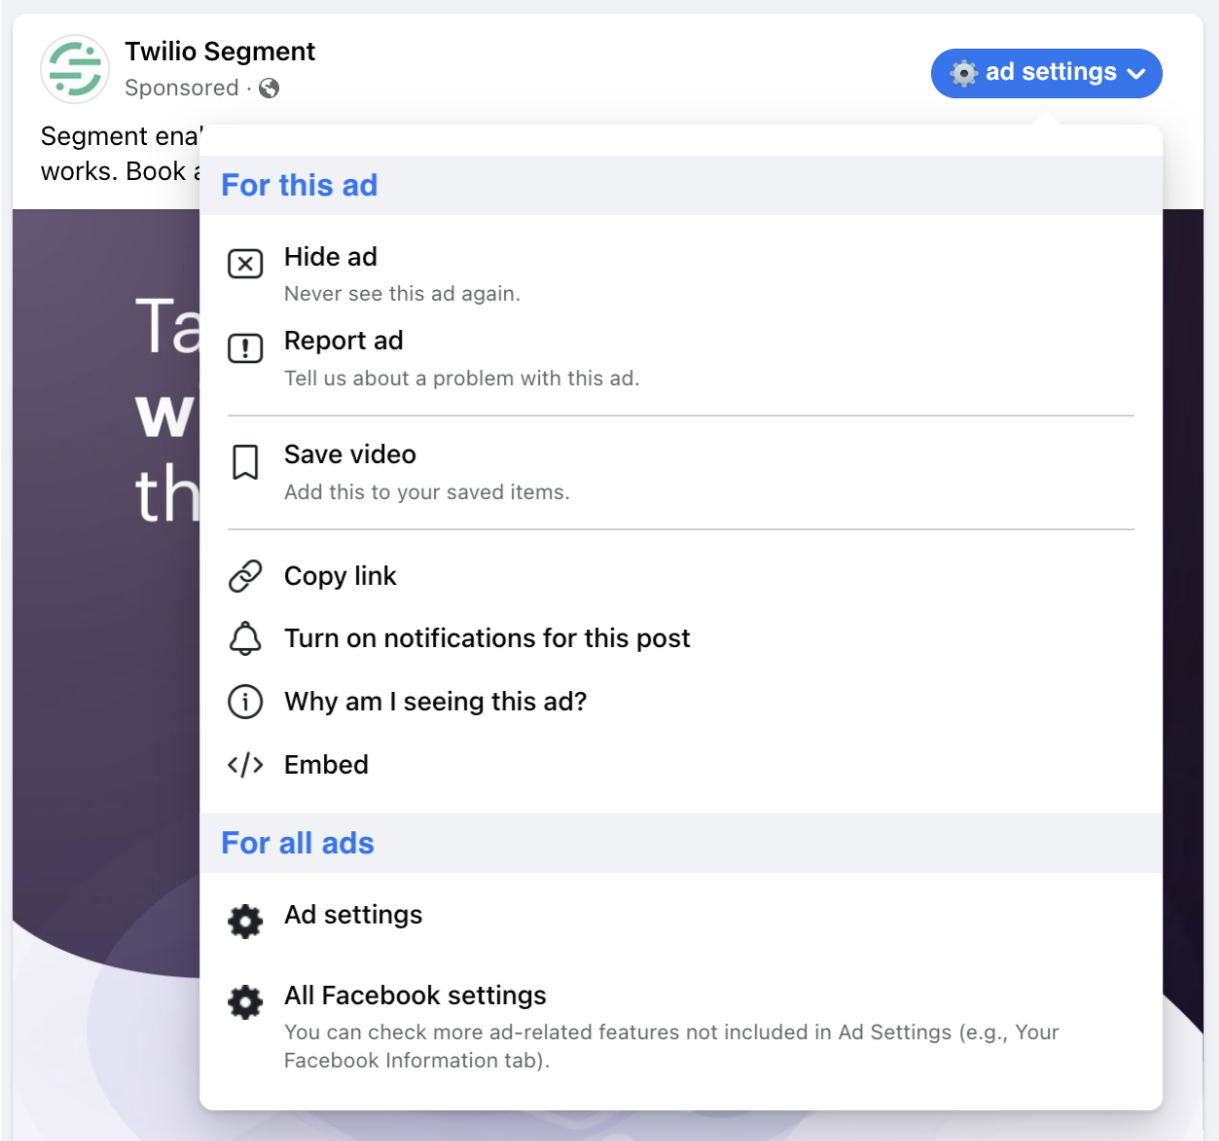 Twilio Segment
Sponsored ·
ad settings
Segment ena
works. Book a
For this ad
Hide ad
Never see this ad again.
Report ad
Tell us about a problem with this ad.
Save video
Add this to your saved items.
Copy link
Turn on notifications for this post
Why am I seeing this ad?
Embed
For all ads
Ad settings
All Facebook settings
You can check more ad-related features not included in Ad Settings (e.g., Your
Facebook Information tab).
Ta
w
th